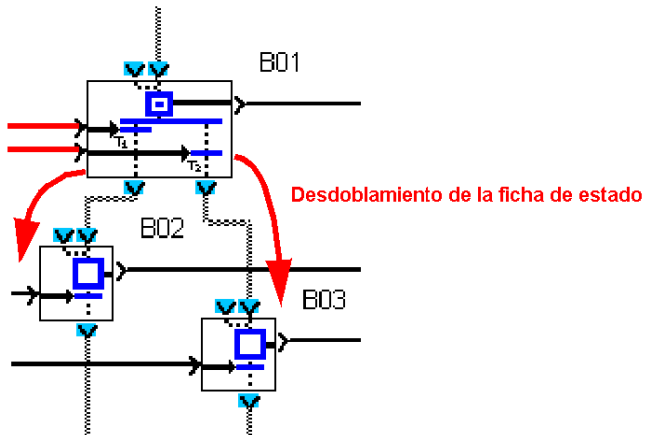 B01
T1
T2
Desdoblamiento de la ficha de estado
B02
B03